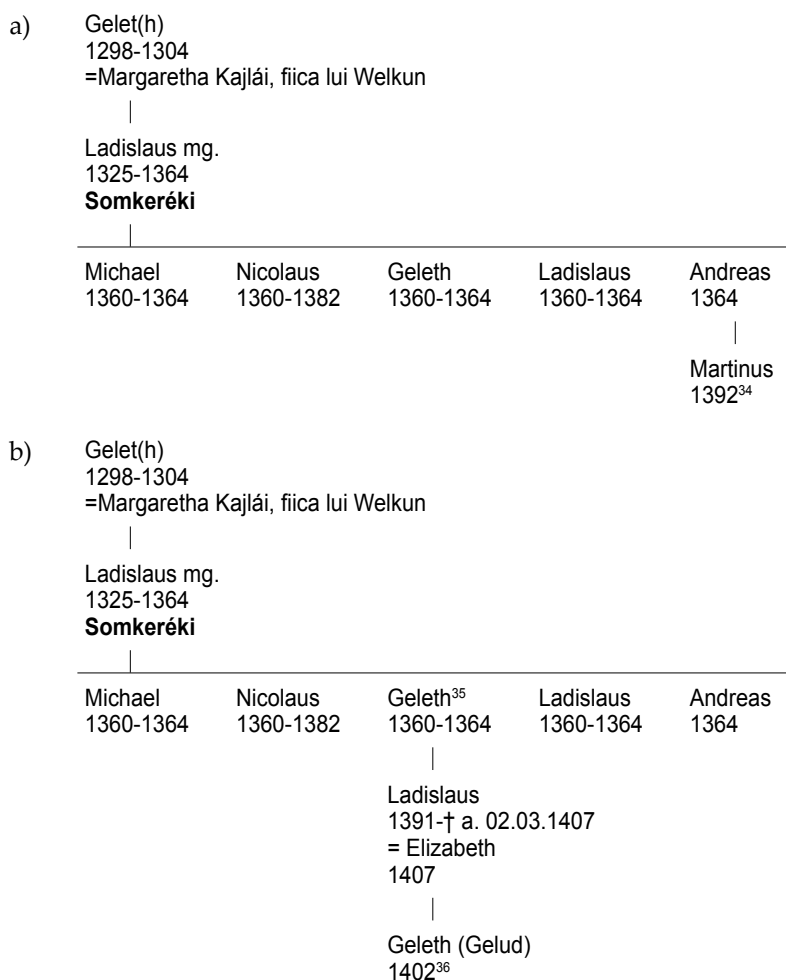 a)
Gelet(h)
1298-1304
=Margaretha Kajlái, fiica lui Welkun
Ladislaus mg.
1325-1364
Somkeréki
Michael Nicolaus Geleth Ladislaus Andreas
1360-1364 1360-1382 1360-1364 1360-1364 1364
Martinus
1392³⁴
b)
Gelet(h)
1298-1304
=Margaretha Kajlái, fiica lui Welkun
Ladislaus mg.
1325-1364
Somkeréki
Michael Nicolaus Geleth³⁵ Ladislaus Andreas
1360-1364 1360-1382 1360-1364 1360-1364 1364
Ladislaus
1391-† a. 02.03.1407
= Elizabeth
1407
Geleth (Gelud)
1402³⁶